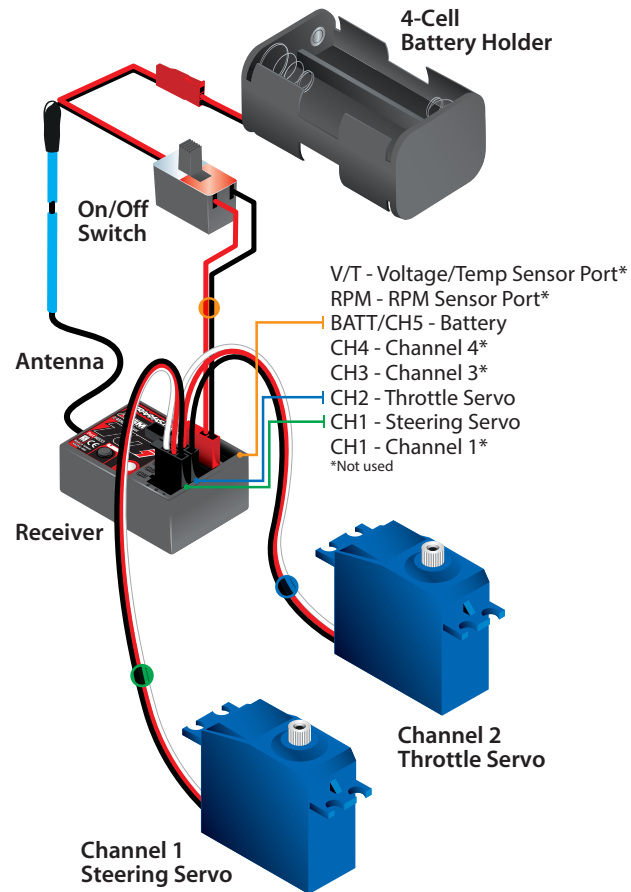 4-Cell
Battery Holder
On/Off
Switch
V/T - Voltage/Temp Sensor Port*
RPM - RPM Sensor Port*
BATT/CH5 - Battery
CH4 - Channel 4*
CH3 - Channel 3*
CH2 - Throttle Servo
CH1 - Steering Servo
CH1 - Channel 1*
*Not used
Antenna
Receiver
Channel 2
Throttle Servo
Channel 1
Steering Servo